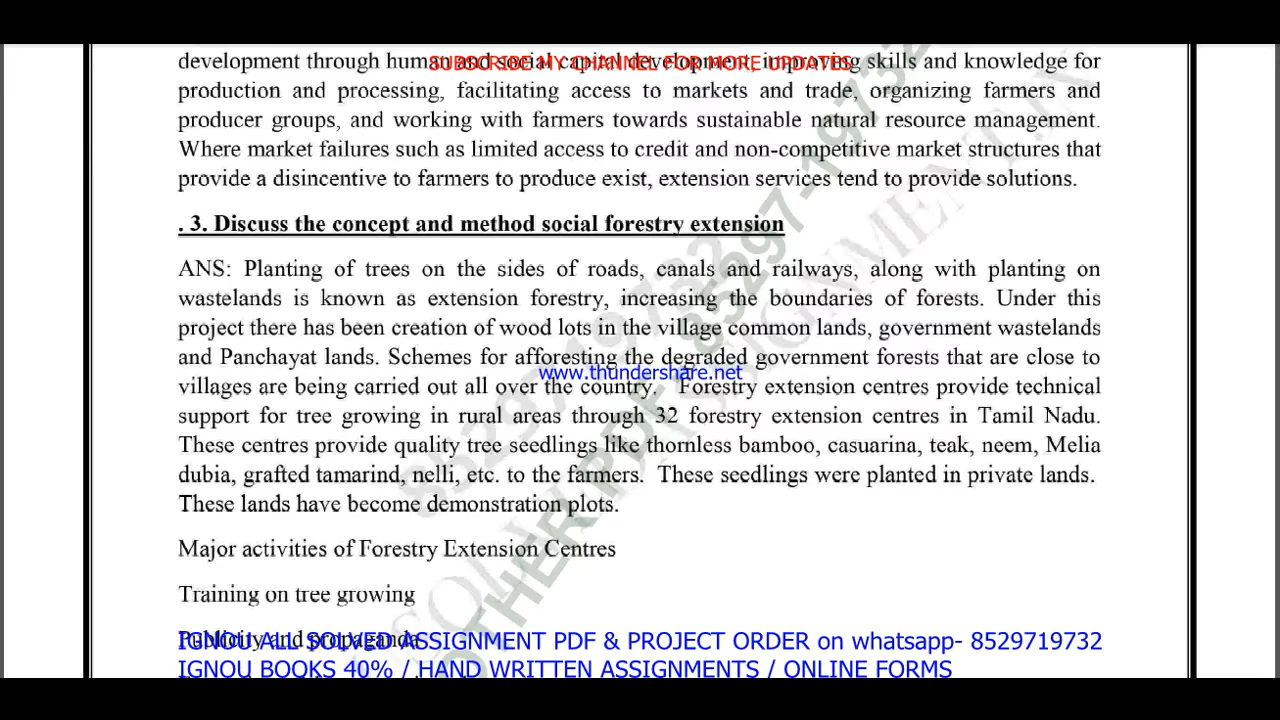 development through human and social capital development, improving skills and knowledge for
SUBSCRIBE MY CHANNEL FOR MORE UPDATES
production and processing, facilitating access to markets and trade, organizing farmers and
producer groups, and working with farmers towards sustainable natural resource management.
Where market failures such as limited access to credit and non-competitive market structures that
provide a disincentive to farmers to produce exist, extension services tend to provide solutions.
. 3. Discuss the concept and method social forestry extension
ANS: Planting of trees on the sides of roads, canals and railways, along with planting on
wastelands is known as extension forestry, increasing the boundaries of forests. Under this
project there has been creation of wood lots in the village common lands, government wastelands
and Panchayat lands. Schemes for afforesting the degraded government forests that are close to
www.thundershare.net
villages are being carried out all over the country. Forestry extension centres provide technical
support for tree growing in rural areas through 32 forestry extension centres in Tamil Nadu.
These centres provide quality tree seedlings like thornless bamboo, casuarina, teak, neem, Melia
dubia, grafted tamarind, nelli, etc. to the farmers. These seedlings were planted in private lands.
These lands have become demonstration plots.
Major activities of Forestry Extension Centres
Training on tree growing
Publicity and propaganda
IGNOU ALL SOLVED ASSIGNMENT PDF & PROJECT ORDER on whatsapp- 8529719732
IGNOU BOOKS 40% / HAND WRITTEN ASSIGNMENTS / ONLINE FORMS
8529719732
OTHER PDF- 85297-19732
ASSIGNMENT.IN